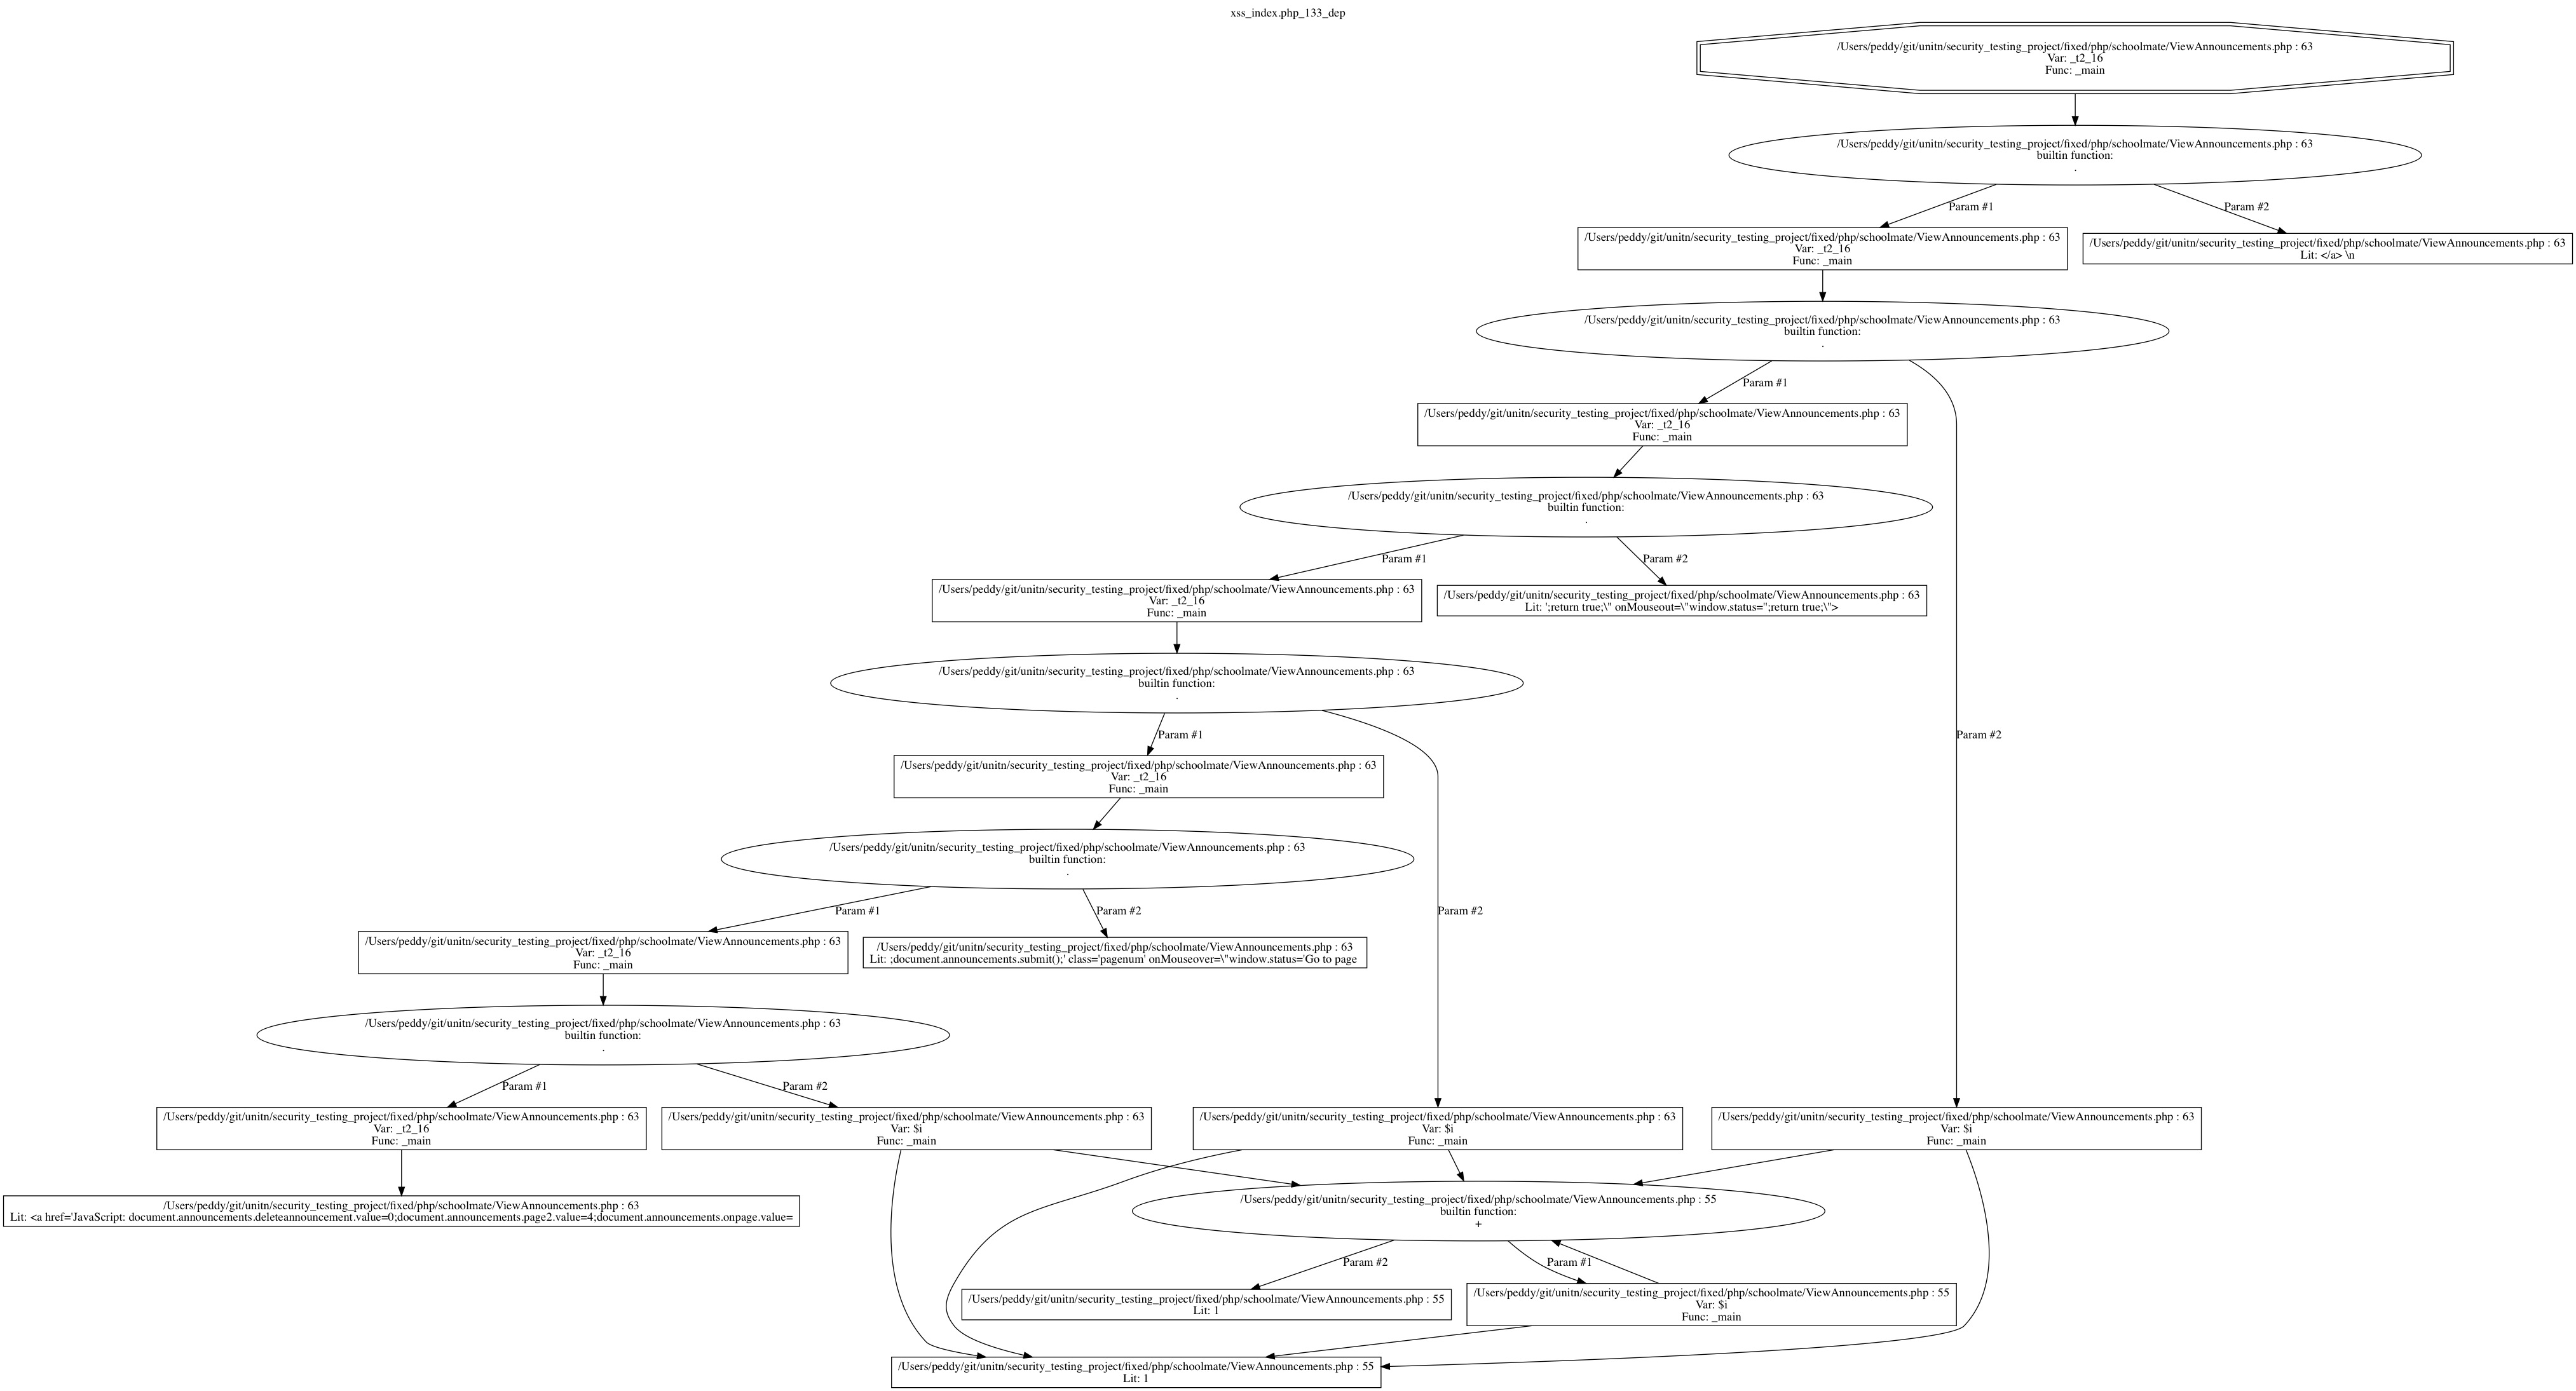 xss_index.php_133_dep
/Users/peddy/git/unitn/security_testing_project/fixed/php/schoolmate/ViewAnnouncements.php : 63
Var: _t2_16
Func: _main
/Users/peddy/git/unitn/security_testing_project/fixed/php/schoolmate/ViewAnnouncements.php : 63
builtin function:
.
Param #1
Param #2
/Users/peddy/git/unitn/security_testing_project/fixed/php/schoolmate/ViewAnnouncements.php : 63
Var: _t2_16
Func: _main
/Users/peddy/git/unitn/security_testing_project/fixed/php/schoolmate/ViewAnnouncements.php : 63
Lit: </a> \n
/Users/peddy/git/unitn/security_testing_project/fixed/php/schoolmate/ViewAnnouncements.php : 63
builtin function:
.
Param #1
/Users/peddy/git/unitn/security_testing_project/fixed/php/schoolmate/ViewAnnouncements.php : 63
Var: _t2_16
Func: _main
/Users/peddy/git/unitn/security_testing_project/fixed/php/schoolmate/ViewAnnouncements.php : 63
builtin function:
.
Param #1
Param #2
/Users/peddy/git/unitn/security_testing_project/fixed/php/schoolmate/ViewAnnouncements.php : 63
Var: _t2_16
Func: _main
/Users/peddy/git/unitn/security_testing_project/fixed/php/schoolmate/ViewAnnouncements.php : 63
Lit: ';return true;\" onMouseout=\"window.status='';return true;\">
/Users/peddy/git/unitn/security_testing_project/fixed/php/schoolmate/ViewAnnouncements.php : 63
builtin function:
.
Param #1
Param #2
/Users/peddy/git/unitn/security_testing_project/fixed/php/schoolmate/ViewAnnouncements.php : 63
Var: _t2_16
Func: _main
/Users/peddy/git/unitn/security_testing_project/fixed/php/schoolmate/ViewAnnouncements.php : 63
builtin function:
.
Param #1
Param #2
Param #2
/Users/peddy/git/unitn/security_testing_project/fixed/php/schoolmate/ViewAnnouncements.php : 63
Var: _t2_16
Func: _main
/Users/peddy/git/unitn/security_testing_project/fixed/php/schoolmate/ViewAnnouncements.php : 63
Lit: ;document.announcements.submit();' class='pagenum' onMouseover=\"window.status='Go to page
/Users/peddy/git/unitn/security_testing_project/fixed/php/schoolmate/ViewAnnouncements.php : 63
builtin function:
.
Param #1
Param #2
/Users/peddy/git/unitn/security_testing_project/fixed/php/schoolmate/ViewAnnouncements.php : 63
Var: _t2_16
Func: _main
/Users/peddy/git/unitn/security_testing_project/fixed/php/schoolmate/ViewAnnouncements.php : 63
Var: $i
Func: _main
/Users/peddy/git/unitn/security_testing_project/fixed/php/schoolmate/ViewAnnouncements.php : 63
Var: $i
Func: _main
/Users/peddy/git/unitn/security_testing_project/fixed/php/schoolmate/ViewAnnouncements.php : 63
Var: $i
Func: _main
/Users/peddy/git/unitn/security_testing_project/fixed/php/schoolmate/ViewAnnouncements.php : 63
Lit: <a href='JavaScript: document.announcements.deleteannouncement.value=0;document.announcements.page2.value=4;document.announcements.onpage.value=
/Users/peddy/git/unitn/security_testing_project/fixed/php/schoolmate/ViewAnnouncements.php : 55
builtin function:
+
Param #2
Param #1
/Users/peddy/git/unitn/security_testing_project/fixed/php/schoolmate/ViewAnnouncements.php : 55
Lit: 1
/Users/peddy/git/unitn/security_testing_project/fixed/php/schoolmate/ViewAnnouncements.php : 55
Var: $i
Func: _main
/Users/peddy/git/unitn/security_testing_project/fixed/php/schoolmate/ViewAnnouncements.php : 55
Lit: 1